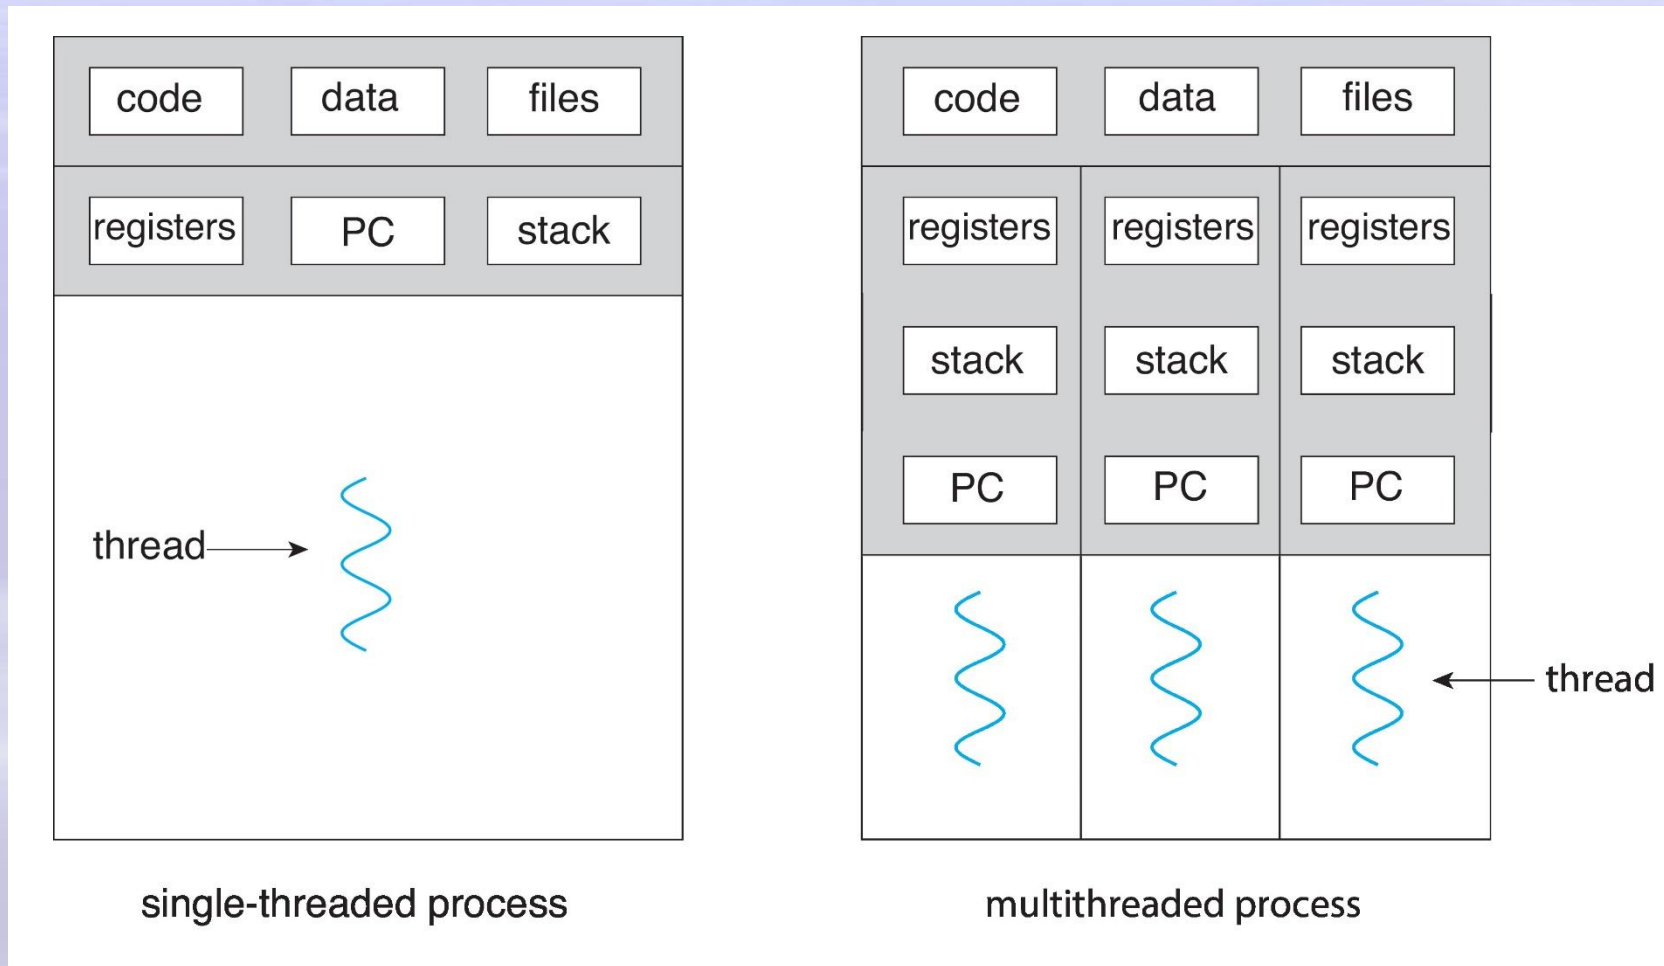 code data files
registers PC stack
thread
single-threaded process
code data files
registers registers registers
stack stack stack
PC PC PC
thread
multithreaded process